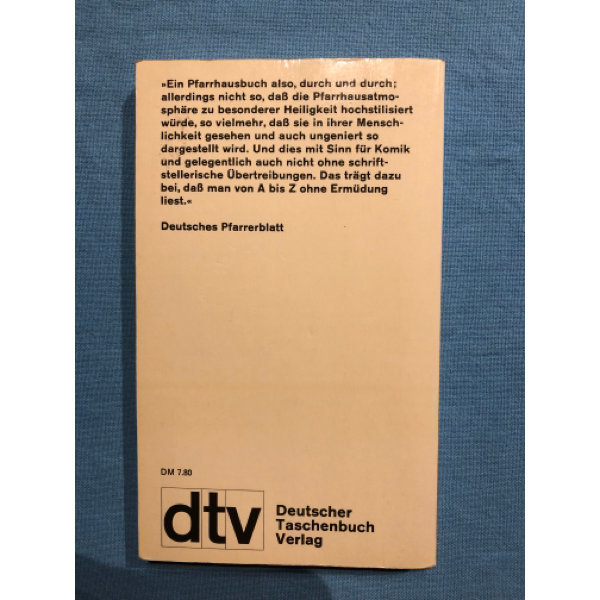 »Ein Pfarrhausbuch also, durch und durch;
allerdings nicht so, daß die Pfarrhausatmo-
sphäre zu besonderer Heiligkeit hochstilisiert
würde, so vielmehr, daß sie in ihrer Mensch-
lichkeit gesehen und auch ungeniert so
dargestellt wird. Und dies mit Sinn für Komik
und gelegentlich auch nicht ohne schrift-
stellerische Übertreibungen. Das trägt dazu
bei, daß man von A bis Z ohne Ermüdung
liest.«
Deutsches Pfarrerblatt
DM 7.80
dtv
Deutscher
Taschenbuch
Verlag